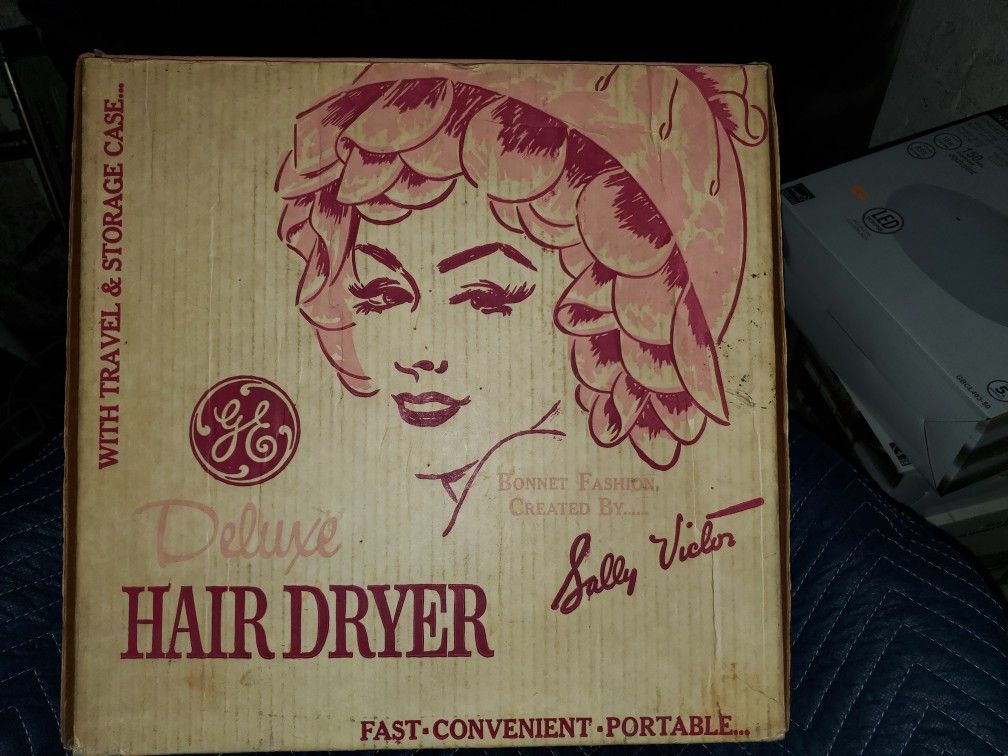 WITH TRAVEL & STORAGE CASE...
GE
Deluxe
HAIR DRYER
BONNET FASHION,
CREATED BY.....
Sally Victor
FAST • CONVENIENT • PORTABLE...
LED